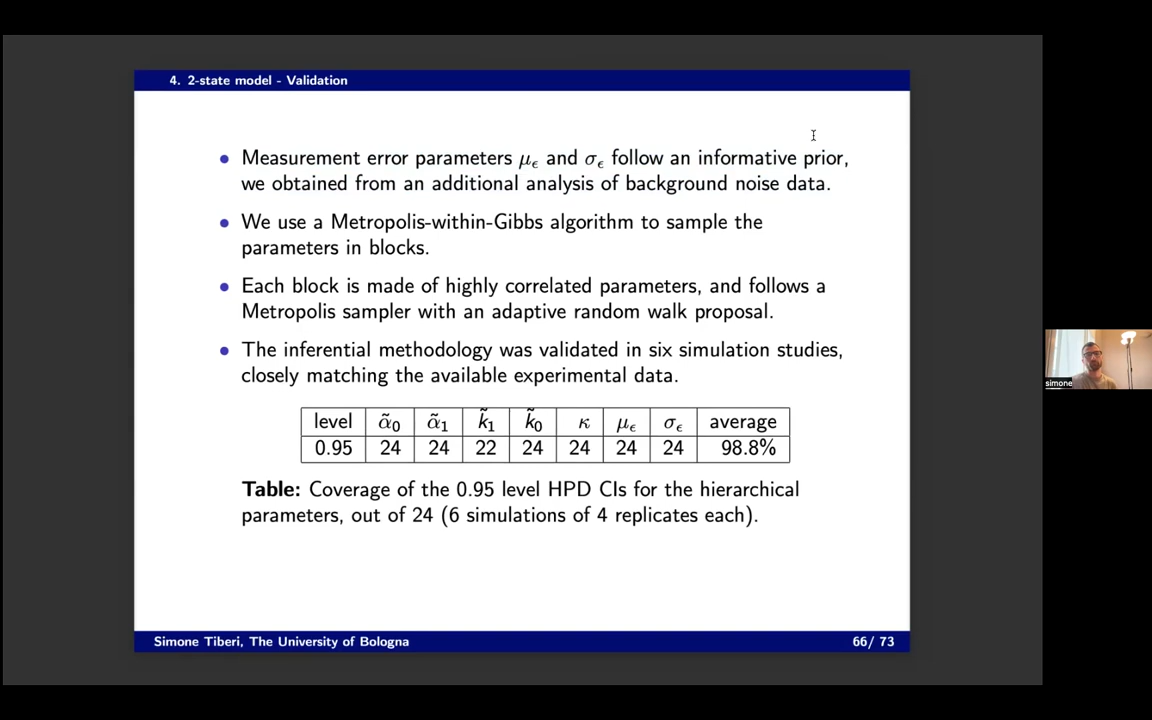 4. 2-state model - Validation
• Measurement error parameters μϵ and σϵ follow an informative prior,
we obtained from an additional analysis of background noise data.
• We use a Metropolis-within-Gibbs algorithm to sample the
parameters in blocks.
• Each block is made of highly correlated parameters, and follows a
Metropolis sampler with an adaptive random walk proposal.
• The inferential methodology was validated in six simulation studies,
closely matching the available experimental data.
level α̃0 α̃1 k̃1 k̃0 κ μϵ σϵ average
0.95 24 24 22 24 24 24 24 98.8%
Table: Coverage of the 0.95 level HPD CIs for the hierarchical
parameters, out of 24 (6 simulations of 4 replicates each).
Simone Tiberi, The University of Bologna 66/ 73
simone